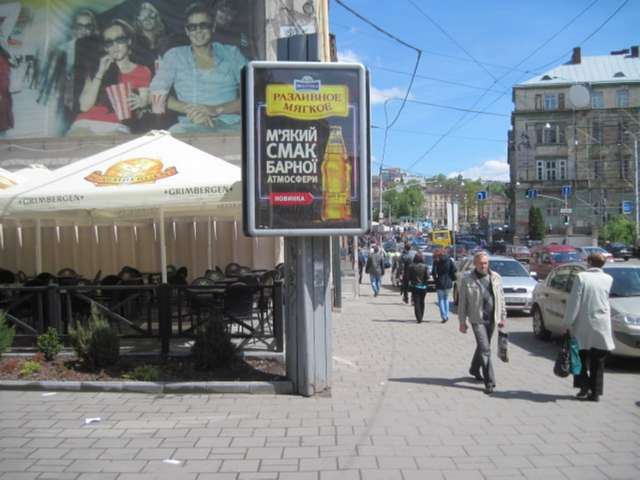 РАЗЛИВНОЕ
МЯГКОЕ
М'ЯКИЙ
СМАК
БАРНОЇ
АТМОСФЕРИ
НОВИНКА
GRIMBERGEN
GRIMBERGEN